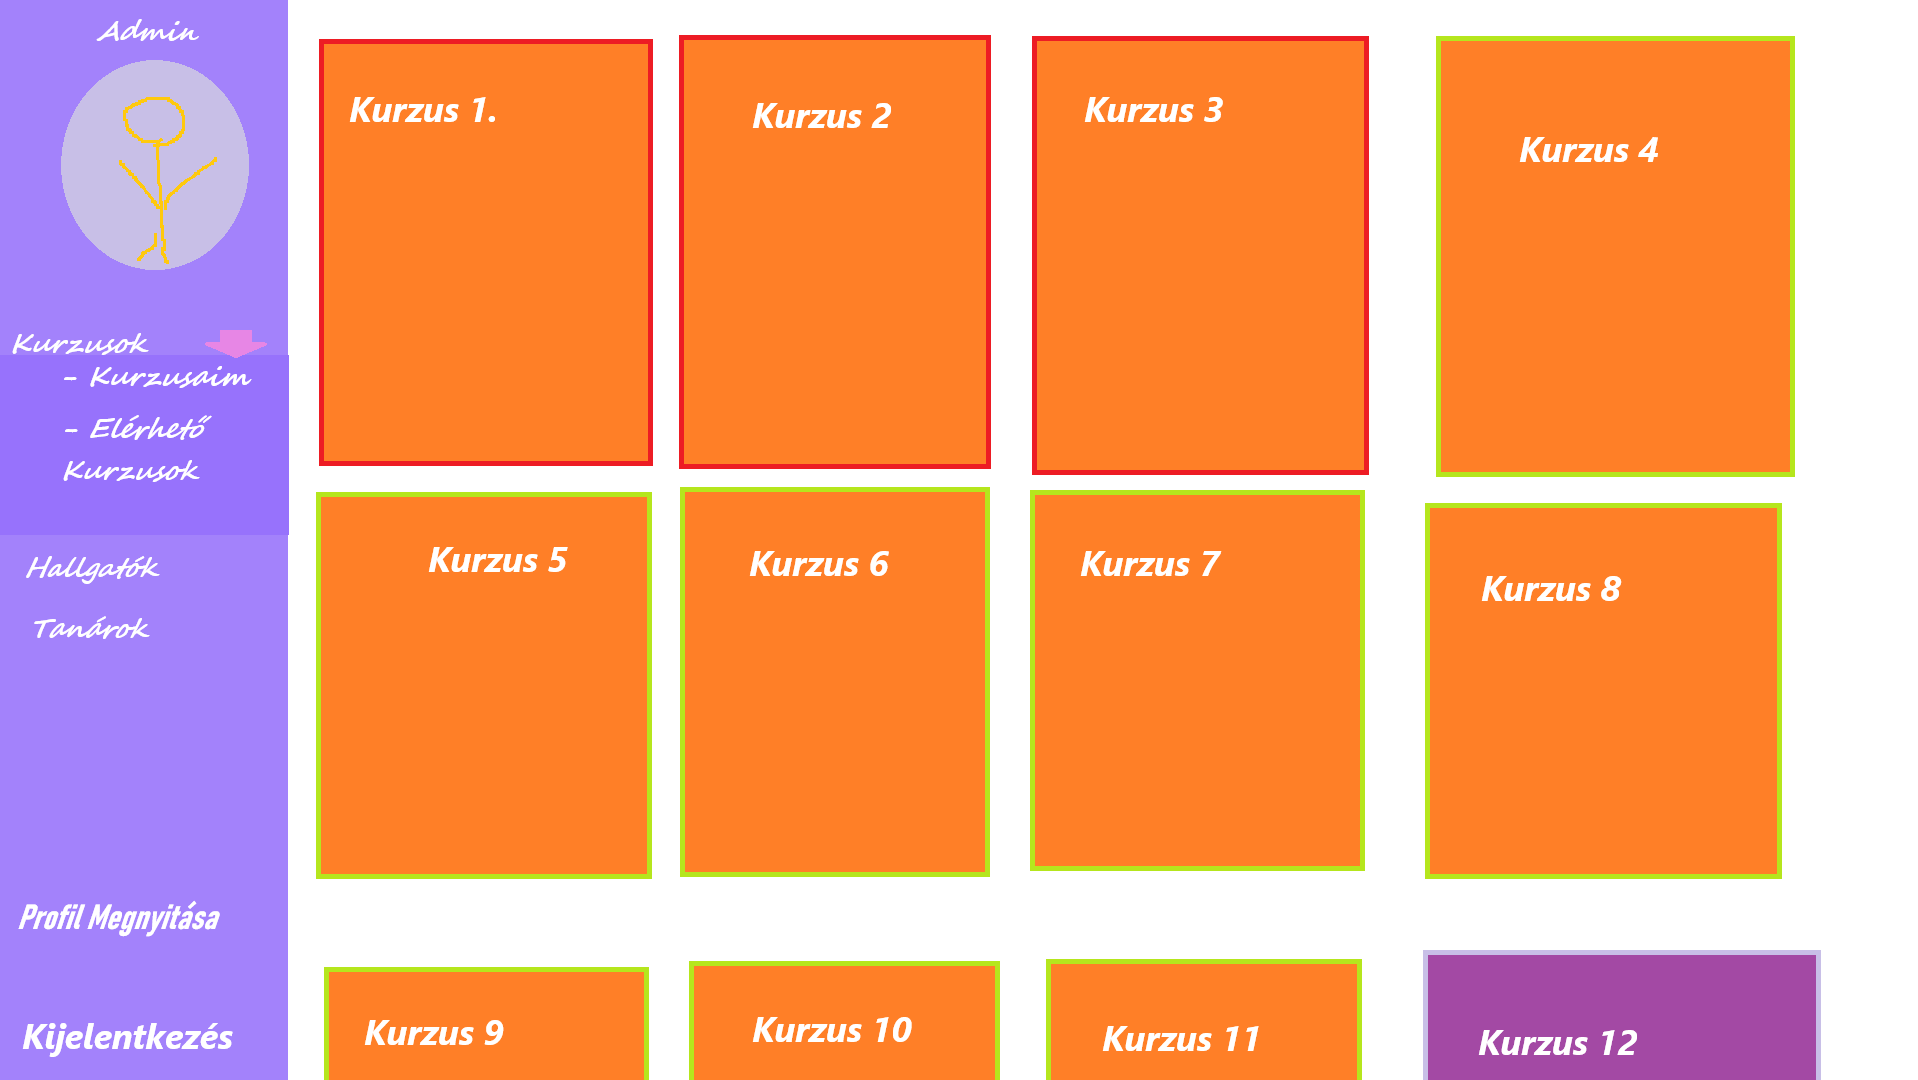 Admin
Kurzusok
- Kurzusaim
- Elérhető
Kurzusok
Hallgatók
Tanárok
Profil Megnyitása
Kijelentkezés
Kurzus 1.
Kurzus 2
Kurzus 3
Kurzus 4
Kurzus 5
Kurzus 6
Kurzus 7
Kurzus 8
Kurzus 9
Kurzus 10
Kurzus 11
Kurzus 12